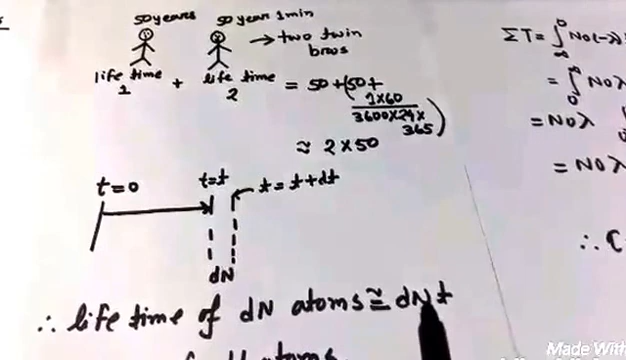 50 years 50 year 1 min
→ two twin
bros
life time + life time = 50 + (50 +
1 2
1×60
3600×24×
365)
≈ 2×50
t=0 t=t t=t+dt
dN
∴ life time of dN atoms ≅ dN t
ΣT = ∫ N0(-λ
= ∫ N0λ
= N0λ
= N0λ
∴
Made With